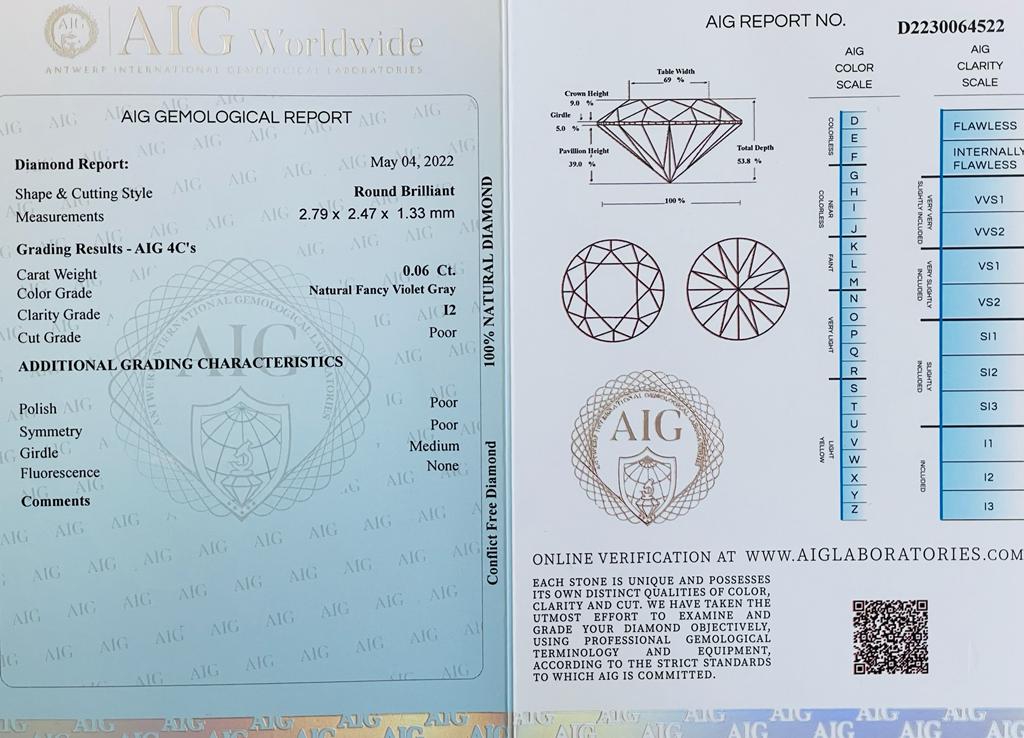 AIG Worldwide
ANTWERP INTERNATIONAL GEMOLOGICAL LABORATORIES
AIG GEMOLOGICAL REPORT
Diamond Report: May 04, 2022
Shape & Cutting Style Round Brilliant
Measurements 2.79 x 2.47 x 1.33 mm
Grading Results - AIG 4C's
Carat Weight 0.06 Ct.
Color Grade Natural Fancy Violet Gray
Clarity Grade I2
Cut Grade Poor
ADDITIONAL GRADING CHARACTERISTICS
Polish Poor
Symmetry Poor
Girdle Medium
Fluorescence None
Comments
100% NATURAL DIAMOND
Conflict Free Diamond
AIG REPORT NO. D2230064522
Table Width
69 %
Crown Height
9.0 %
Girdle
5.0 %
Pavillion Height
39.0 %
Total Depth
53.8 %
100 %
AIG
AIG
COLOR
SCALE
COLORLESS
D
E
F
NEAR COLORLESS
G
H
I
J
FAINT
K
L
M
VERY LIGHT
N
O
P
Q
R
LIGHT YELLOW
S
T
U
V
W
X
Y
Z
AIG
CLARITY
SCALE
FLAWLESS
INTERNALLY
FLAWLESS
VERY VERY SLIGHTLY INCLUDED
VVS1
VVS2
VERY SLIGHTLY INCLUDED
VS1
VS2
SLIGHTLY INCLUDED
SI1
SI2
SI3
INCLUDED
I1
I2
I3
ONLINE VERIFICATION AT WWW.AIGLABORATORIES.COM
EACH STONE IS UNIQUE AND POSSESSES
ITS OWN DISTINCT QUALITIES OF COLOR,
CLARITY AND CUT. WE HAVE TAKEN THE
UTMOST EFFORT TO EXAMINE AND
GRADE YOUR DIAMOND OBJECTIVELY,
USING PROFESSIONAL GEMOLOGICAL
TERMINOLOGY AND EQUIPMENT,
ACCORDING TO THE STRICT STANDARDS
TO WHICH AIG IS COMMITTED.